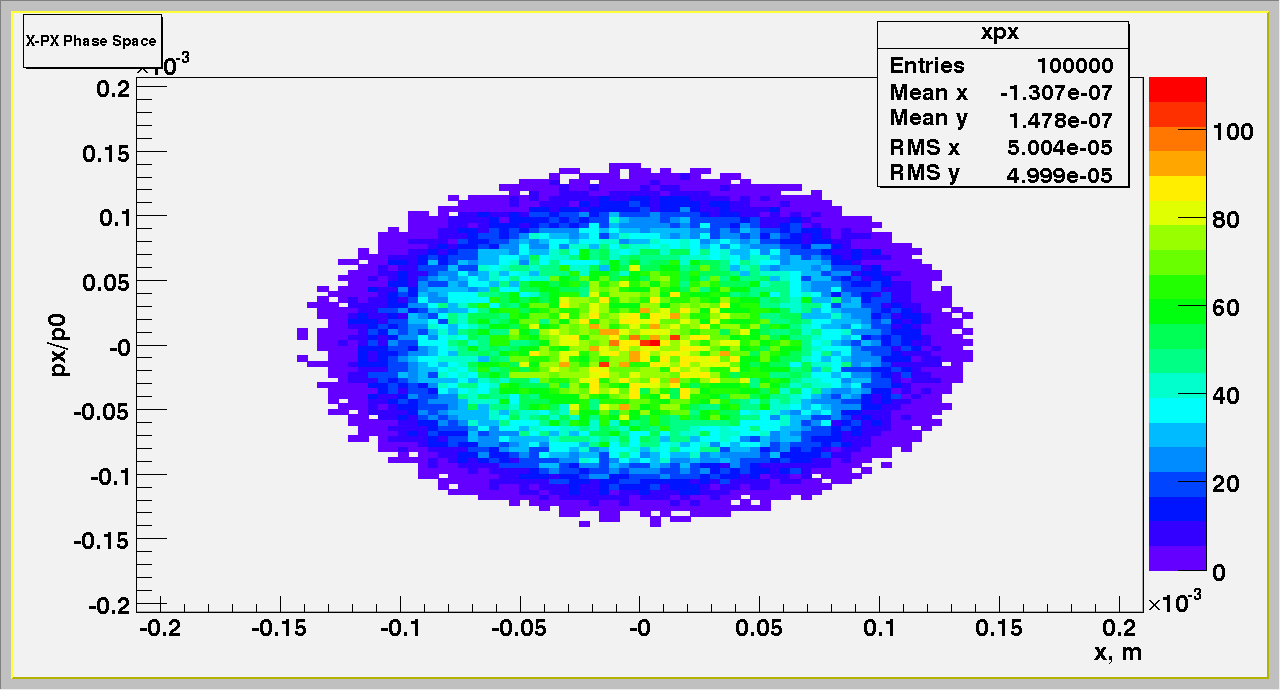 X-PX Phase Space
×10-3
xpx
Entries 100000
Mean x -1.307e-07
Mean y 1.478e-07
RMS x 5.004e-05
RMS y 4.999e-05
0.2
0.15
0.1
0.05
-0
-0.05
-0.1
-0.15
-0.2
px/p0
100
80
60
40
20
0
×10-3
-0.2 -0.15 -0.1 -0.05 -0 0.05 0.1 0.15 0.2
x, m